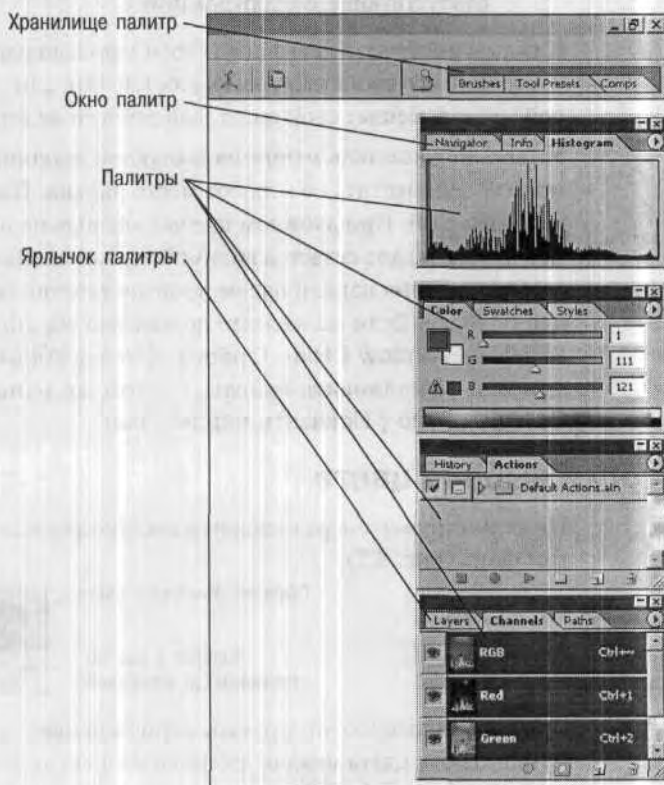 Хранилище палитр
Brushes Tool Presets Comps
Окно палитр
Navigator Info Histogram
Палитры
Ярлычок палитры
Color Swatches Styles
R 1
G 111
B 121
History Actions
Default Actions.atn
Layers Channels Paths
RGB Ctrl+~
Red Ctrl+1
Green Ctrl+2